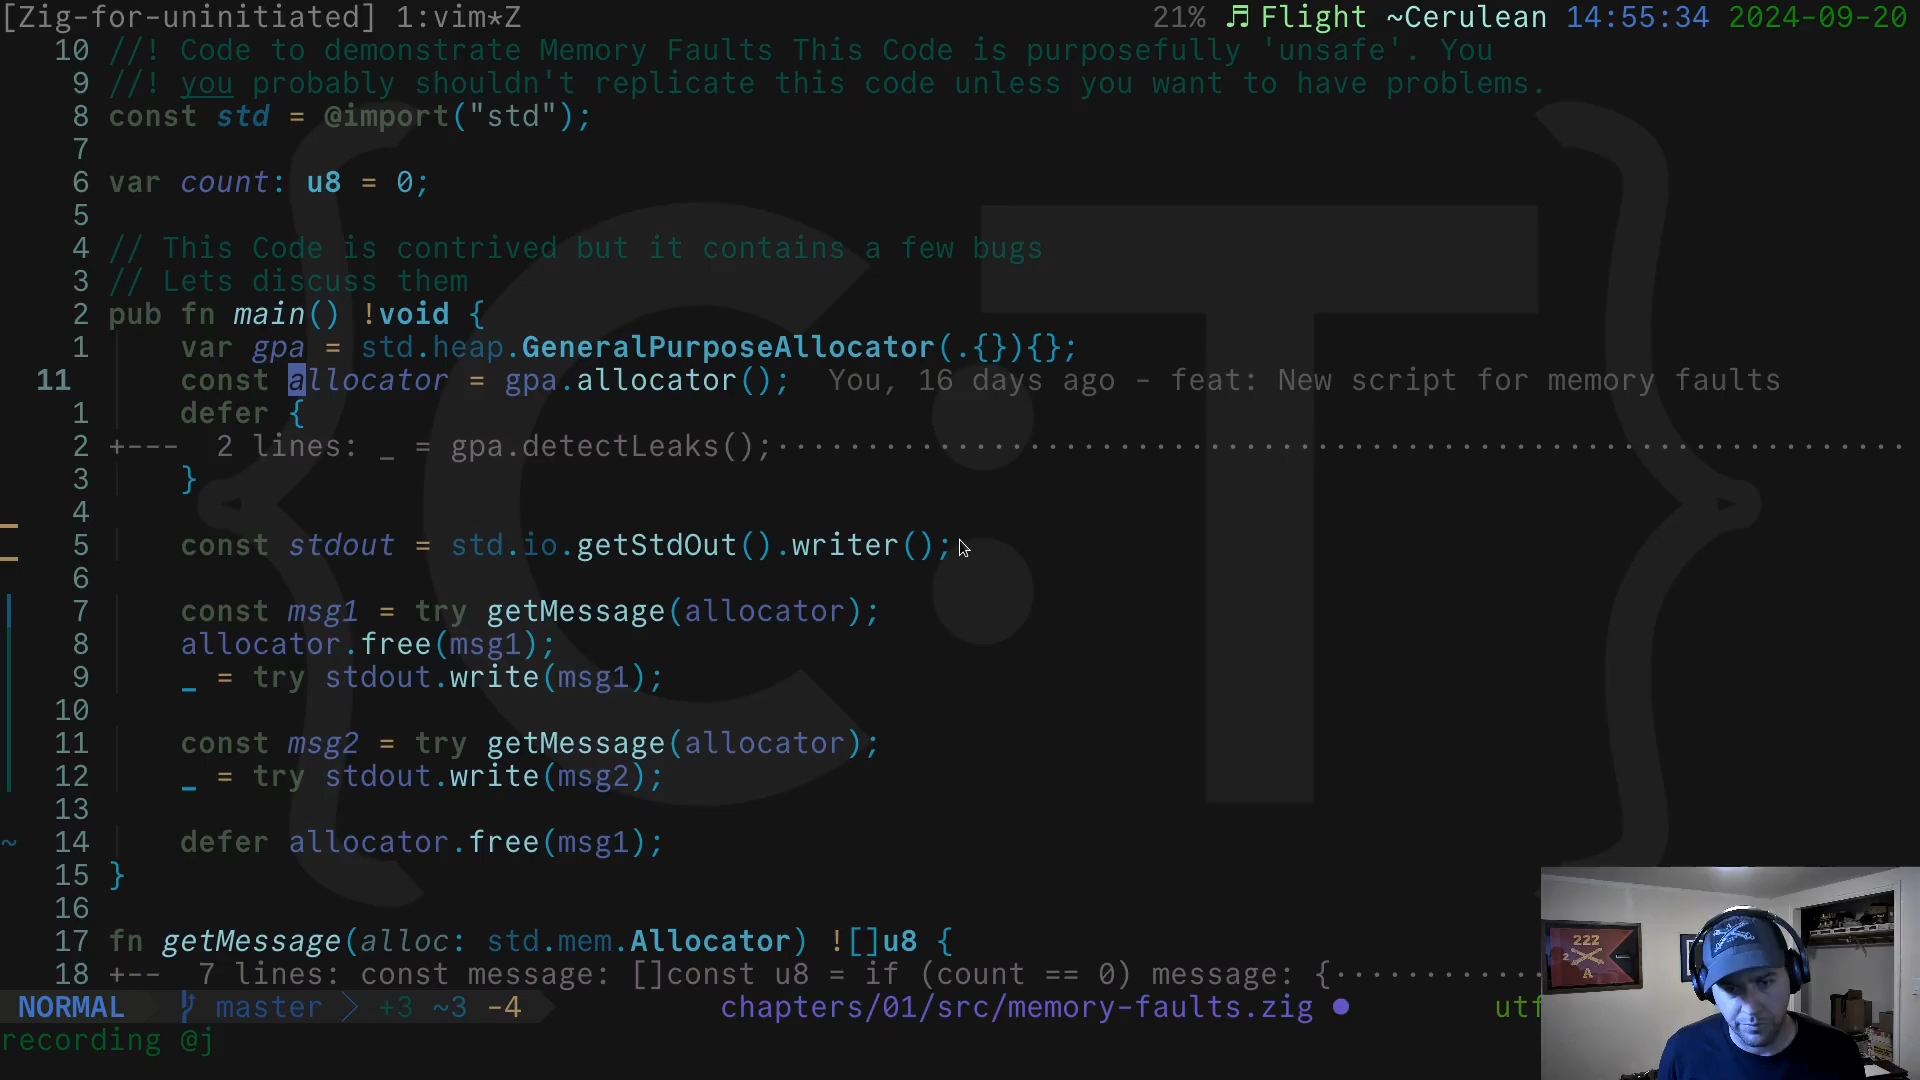 [Zig-for-uninitiated] 1:vim*Z 21% ♬ Flight ~Cerulean 14:55:34 2024-09-20
10 //! Code to demonstrate Memory Faults This Code is purposefully 'unsafe'. You
9 //! you probably shouldn't replicate this code unless you want to have problems.
8 const std = @import("std");
7
6 var count: u8 = 0;
5
4 // This Code is contrived but it contains a few bugs
3 // Lets discuss them
2 pub fn main() !void {
1 var gpa = std.heap.GeneralPurposeAllocator(.{}){};
11 const allocator = gpa.allocator(); You, 16 days ago - feat: New script for memory faults
1 defer {
2 +--- 2 lines: _ = gpa.detectLeaks();·······························································
3 }
4
5 const stdout = std.io.getStdOut().writer();
6
7 const msg1 = try getMessage(allocator);
8 allocator.free(msg1);
9 _ = try stdout.write(msg1);
10
11 const msg2 = try getMessage(allocator);
12 _ = try stdout.write(msg2);
13
~ 14 defer allocator.free(msg1);
15 }
16
17 fn getMessage(alloc: std.mem.Allocator) ![]u8 {
18 +-- 7 lines: const message: []const u8 = if (count == 0) message: {············
NORMAL master > +3 ~3 -4 chapters/01/src/memory-faults.zig ● utf
recording @j
{C:T}
222
2
A